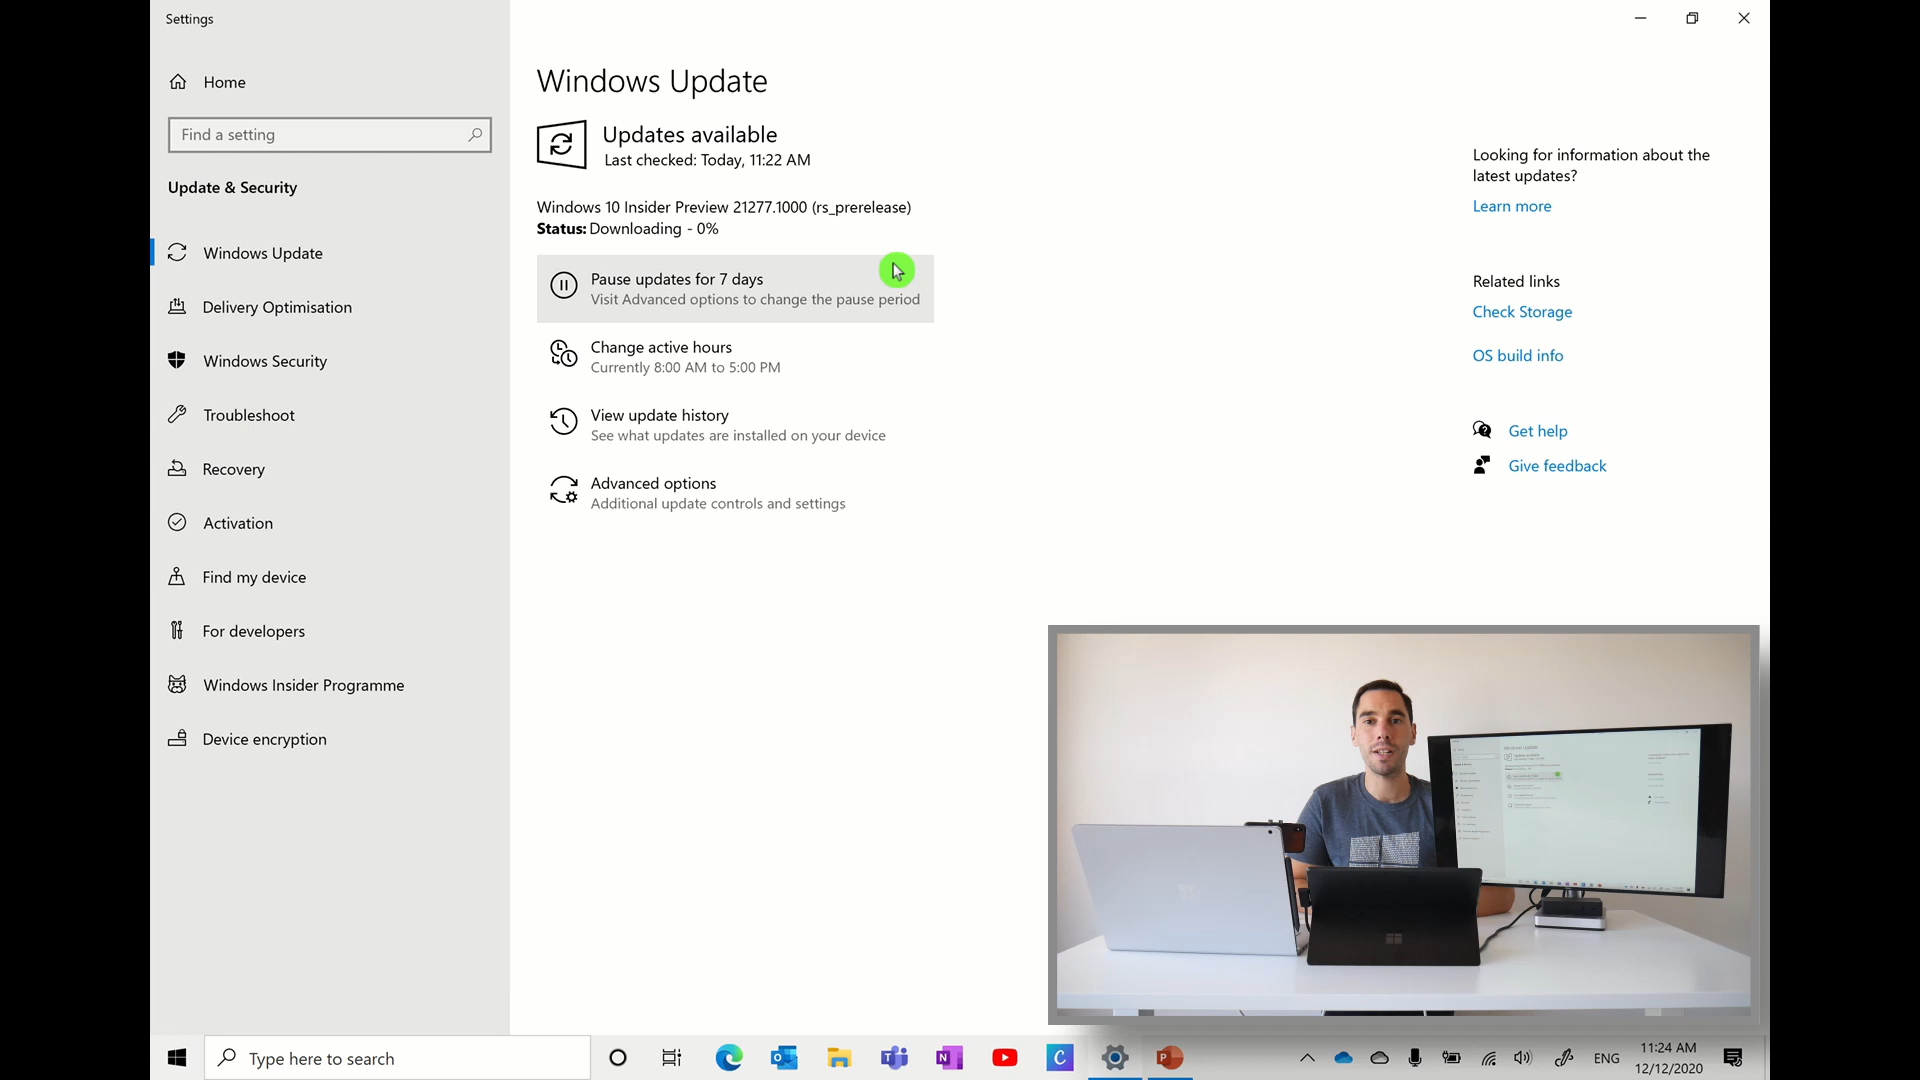 Settings
Home
Find a setting
Update & Security
Windows Update
Delivery Optimisation
Windows Security
Troubleshoot
Recovery
Activation
Find my device
For developers
Windows Insider Programme
Device encryption
Windows Update
Updates available
Last checked: Today, 11:22 AM
Windows 10 Insider Preview 21277.1000 (rs_prerelease)
Status: Downloading - 0%
Pause updates for 7 days
Visit Advanced options to change the pause period
Change active hours
Currently 8:00 AM to 5:00 PM
View update history
See what updates are installed on your device
Advanced options
Additional update controls and settings
Looking for information about the
latest updates?
Learn more
Related links
Check Storage
OS build info
Get help
Give feedback
Type here to search
ENG
11:24 AM
12/12/2020